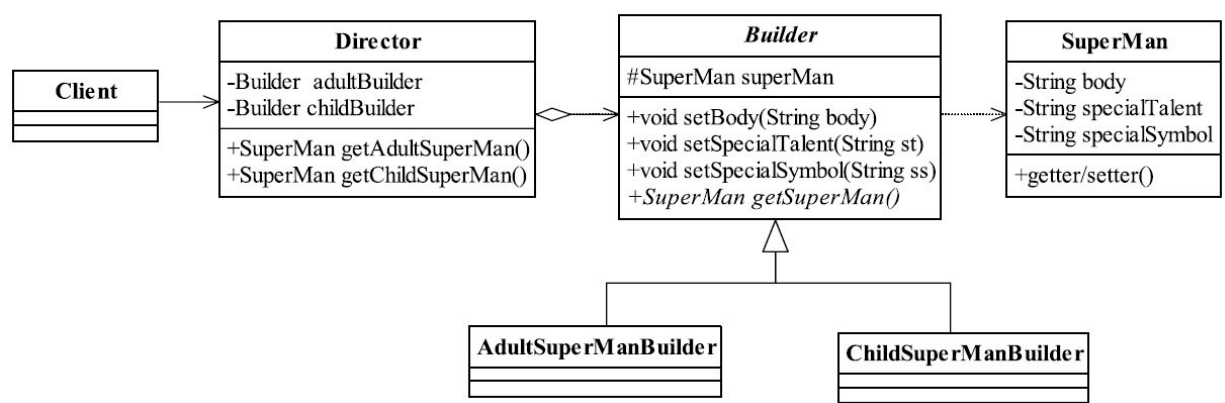 Client
Director
-Builder adultBuilder
-Builder childBuilder
+SuperMan getAdultSuperMan()
+SuperMan getChildSuperMan()
Builder
#SuperMan superMan
+void setBody(String body)
+void setSpecialTalent(String st)
+void setSpecialSymbol(String ss)
+SuperMan getSuperMan()
SuperMan
-String body
-String specialTalent
-String specialSymbol
+getter/setter()
AdultSuperManBuilder
ChildSuperManBuilder